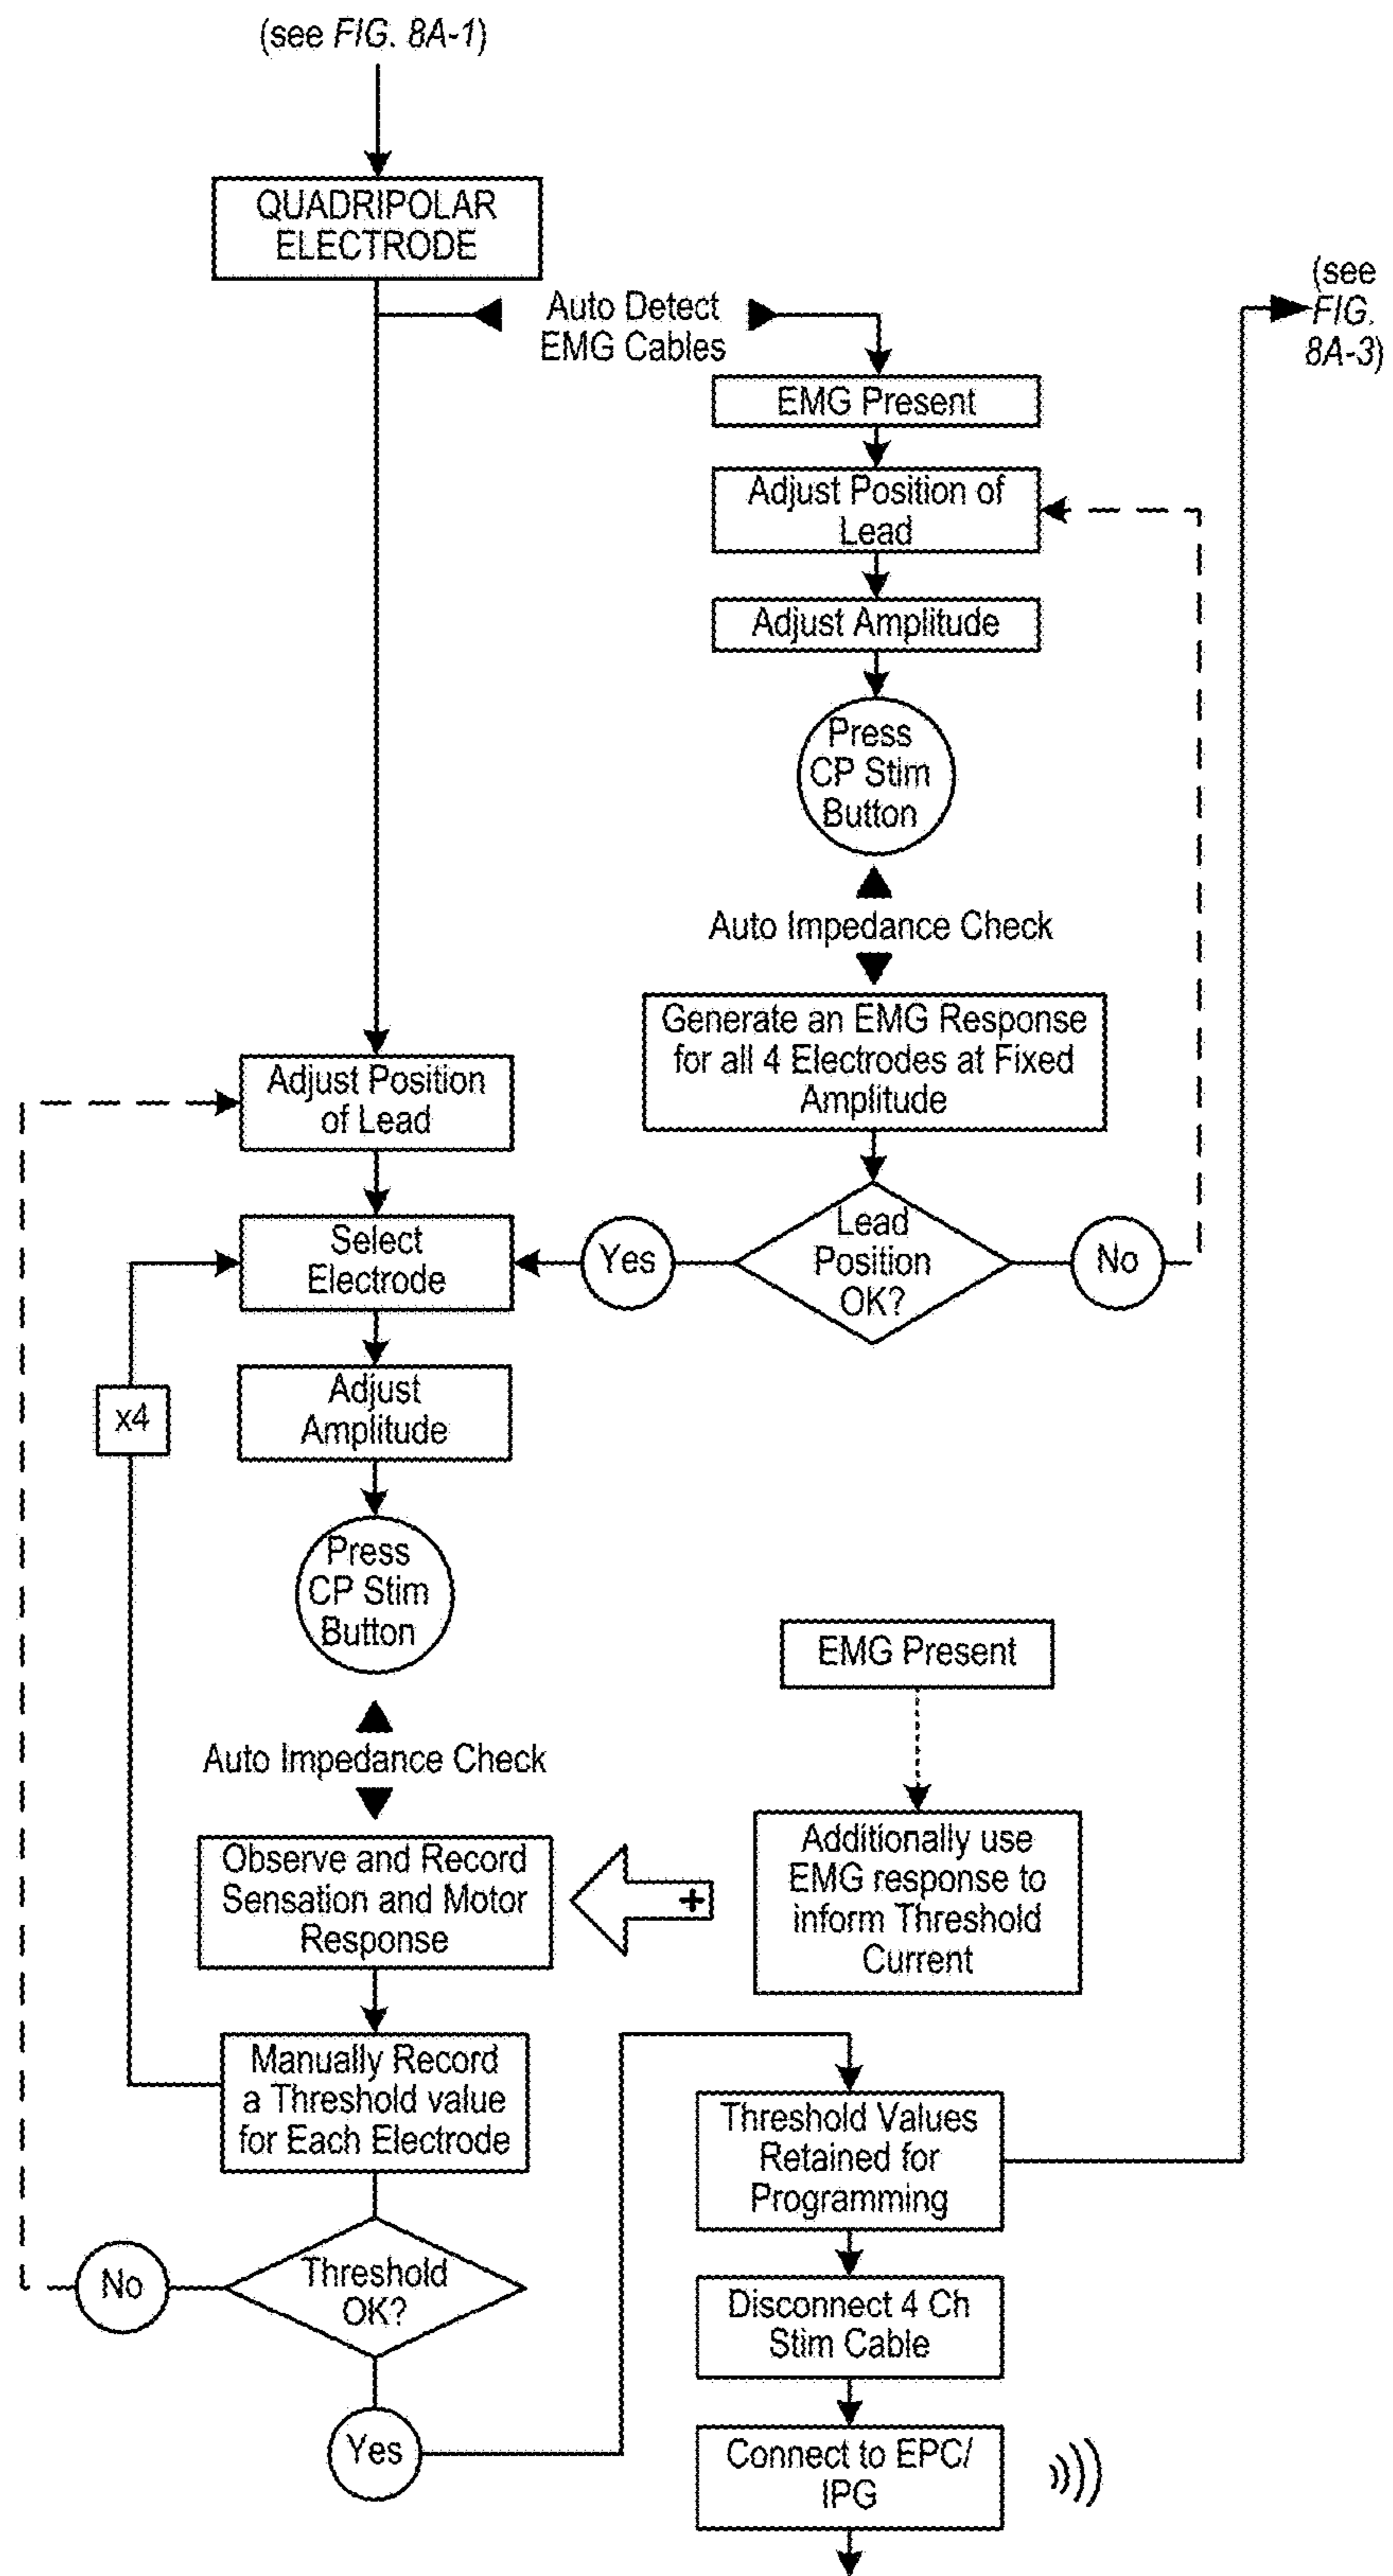 (see FIG. 8A-1)
QUADRIPOLAR
ELECTRODE
Auto Detect
EMG Cables
(see
FIG.
8A-3)
EMG Present
Adjust Position of
Lead
Adjust Amplitude
Press
CP Stim
Button
Auto Impedance Check
Generate an EMG Response
for all 4 Electrodes at Fixed
Amplitude
Adjust Position
of Lead
Lead
Position
OK?
Yes
No
Select
Electrode
x4
Adjust
Amplitude
Press
CP Stim
Button
Auto Impedance Check
EMG Present
Observe and Record
Sensation and Motor
Response
+
Additionally use
EMG response to
inform Threshold
Current
Manually Record
a Threshold value
for Each Electrode
Threshold
OK?
No
Yes
Threshold Values
Retained for
Programming
Disconnect 4 Ch
Stim Cable
Connect to EPC/
IPG